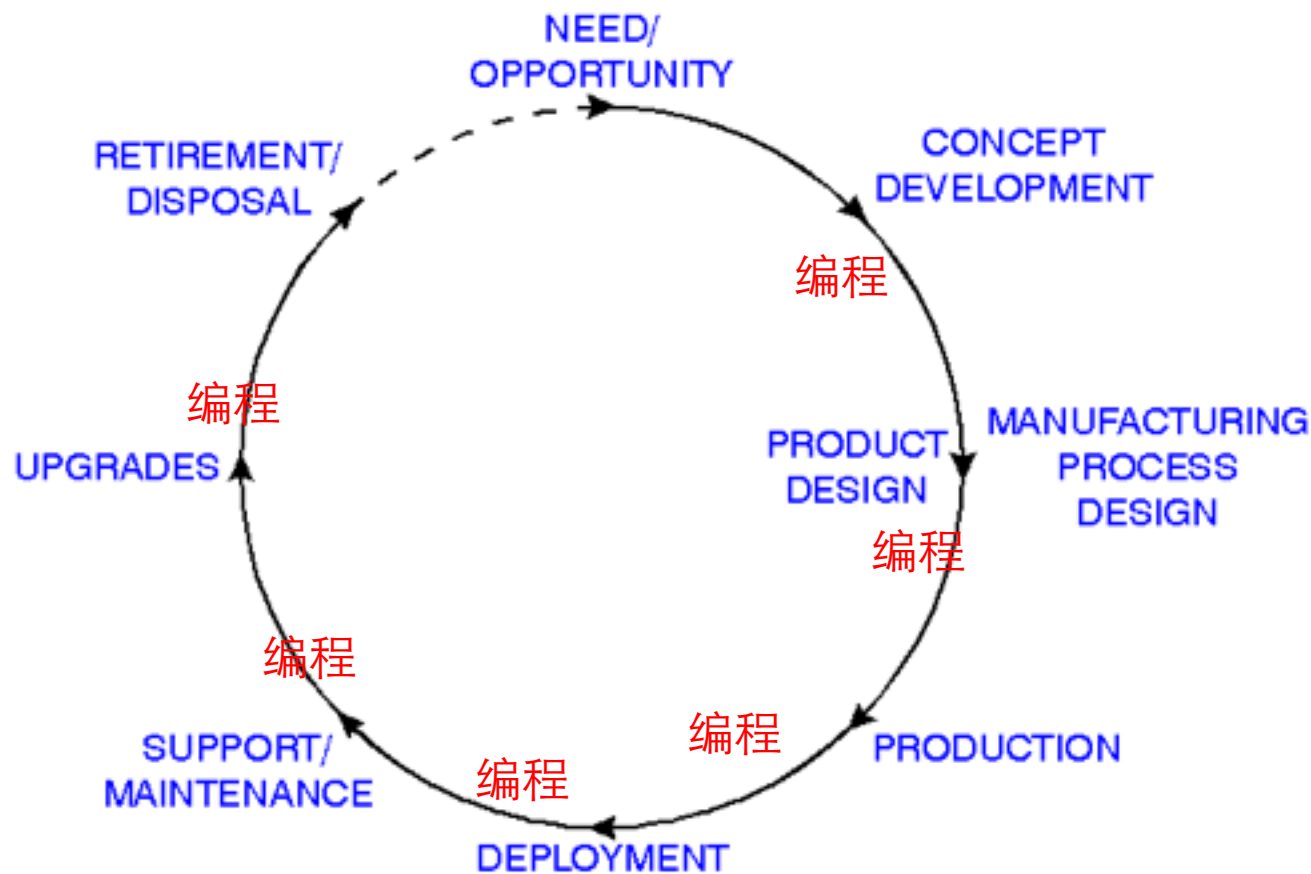 NEED/
OPPORTUNITY
CONCEPT
DEVELOPMENT
编程
MANUFACTURING
PROCESS
DESIGN
PRODUCT
DESIGN
编程
PRODUCTION
编程
DEPLOYMENT
编程
SUPPORT/
MAINTENANCE
编程
UPGRADES
编程
RETIREMENT/
DISPOSAL